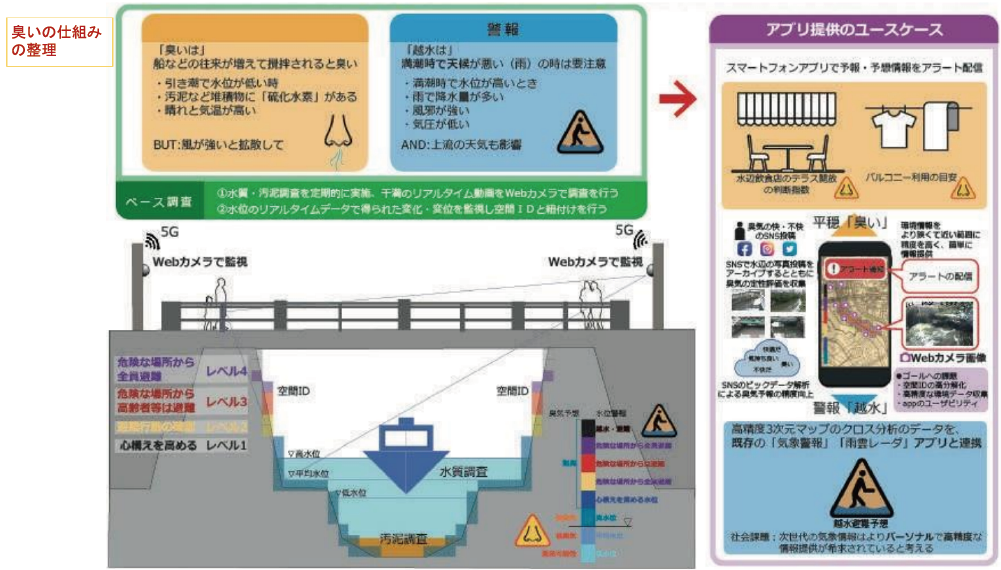 臭いの仕組み
の整理
「臭いは」
船などの往来が増えて攪拌されると臭い
・引き潮で水位が低い時
・汚泥など堆積物に「硫化水素」がある
・晴れと気温が高い
BUT:風が強いと拡散して
警報
「越水は」
満潮時で天候が悪い（雨）の時は要注意
・満潮時で水位が高いとき
・雨で降水量が多い
・風邪が強い
・気圧が低い
AND:上流の天気も影響
ベース調査
①水質・汚泥調査を定期的に実施、干満のリアルタイム動画をWebカメラで調査を行う
②水位のリアルタイムデータで得られた変化・変位を監視し空間IDと紐付けを行う
5G
Webカメラで監視
5G
Webカメラで監視
危険な場所から
全員避難
レベル4
危険な場所から
高齢者等は避難
レベル3
避難行動の確認
レベル2
心構えを高める
レベル1
空間ID
空間ID
▽高水位
▽平均水位
▽低水位
水質調査
汚泥調査
臭気予想
水位警報
越水・避難
危険な場所から全員避難
心構えを高める水位
高水位
アプリ提供のユースケース
スマートフォンアプリで予報・予想情報をアラート配信
水辺飲食店のテラス開放
の判断指数
バルコニー利用の目安
平穏「臭い」
臭気の快・不快
のSNS投稿
SNSで水辺の写真投稿を
アーカイブするとともに
臭気の定性評価を収集
快適だ
気持ち良い
臭い
不快だ
SNSのビックデータ解析
による臭気予報の精度向上
環境情報を
より狭くて近い範囲に
精度を高く、簡単に
情報提供
アラート通知
アラートの配信
Webカメラ画像
●ゴールへの課題
・空間IDの高分解化
・高精度な環境データ収集
・appのユーザビリティ
警報「越水」
高精度3次元マップのクロス分析のデータを、
既存の「気象警報」「雨雲レーダ」アプリと連携
越水避難予想
社会課題：次世代の気象情報はよりパーソナルで高精度な
情報提供が希求されていると考える